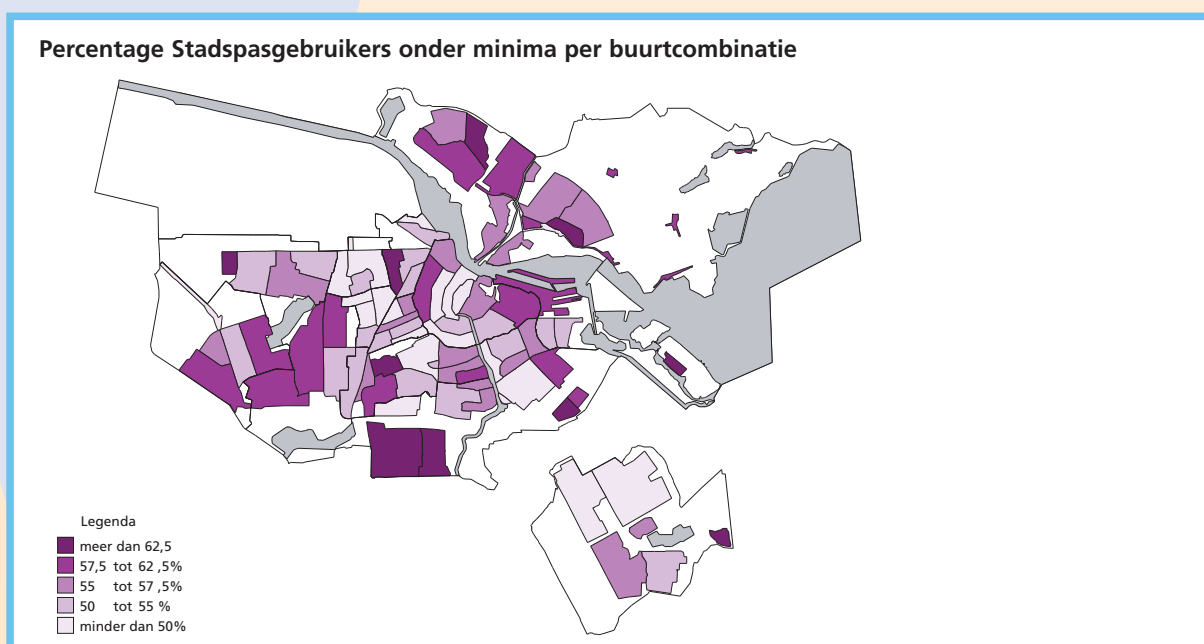 Percentage Stadspasgebruikers onder minima per buurtcombinatie
Legenda
meer dan 62,5
57,5 tot 62 ,5%
55 tot 57 ,5%
50 tot 55 %
minder dan 50%